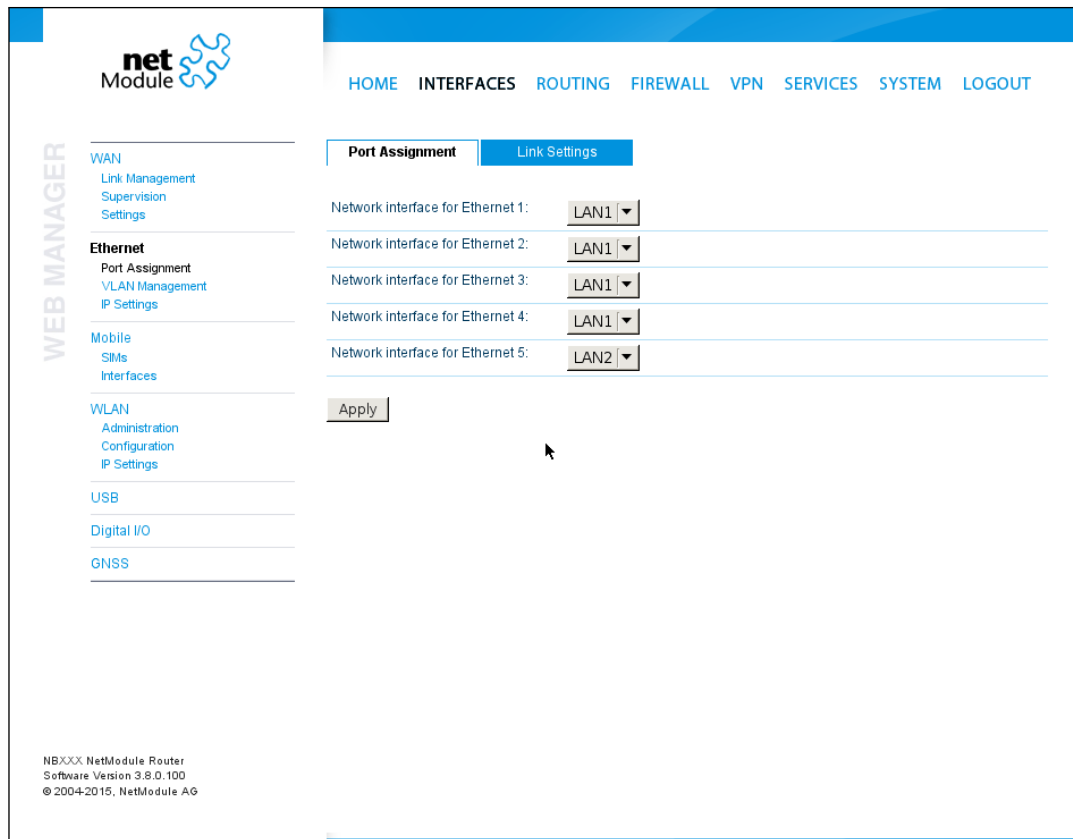 net
Module
HOME INTERFACES ROUTING FIREWALL VPN SERVICES SYSTEM LOGOUT
WEB MANAGER
WAN
Link Management
Supervision
Settings
Ethernet
Port Assignment
VLAN Management
IP Settings
Mobile
SIMs
Interfaces
WLAN
Administration
Configuration
IP Settings
USB
Digital I/O
GNSS
Port Assignment Link Settings
Network interface for Ethernet 1: LAN1
Network interface for Ethernet 2: LAN1
Network interface for Ethernet 3: LAN1
Network interface for Ethernet 4: LAN1
Network interface for Ethernet 5: LAN2
Apply
NBXXX NetModule Router
Software Version 3.8.0.100
© 2004-2015, NetModule AG